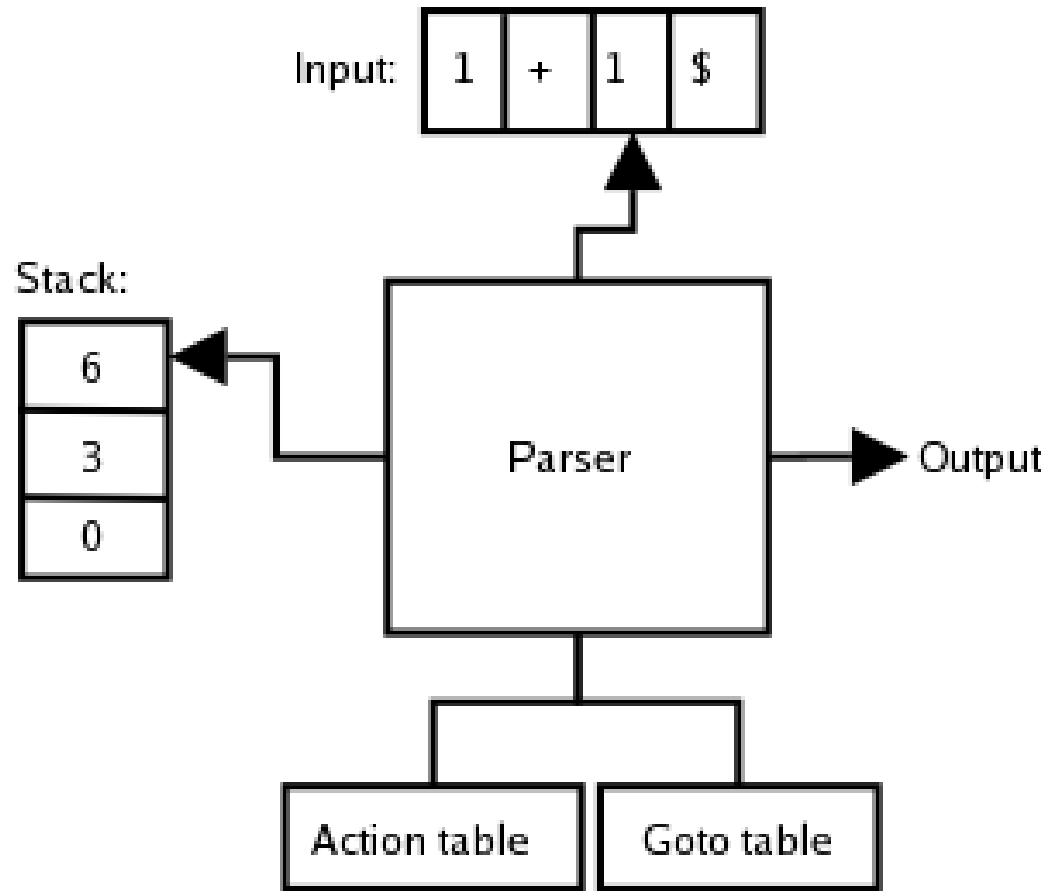 Input: 1 + 1 $
Stack:
6
3
0
Parser
Output
Action table
Goto table